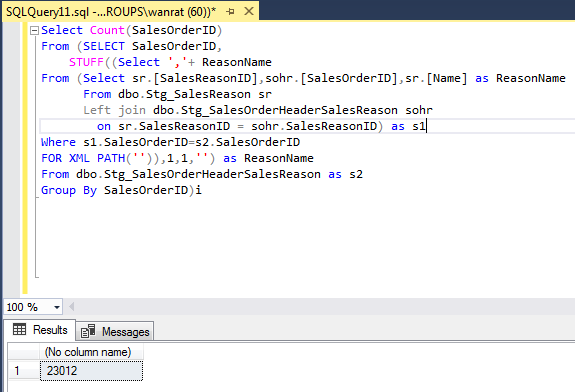 SQLQuery11.sql -...ROUPS\wanrat (60))*
Select Count(SalesOrderID)
From (SELECT SalesOrderID,
STUFF((Select ','+ ReasonName
From (Select sr.[SalesReasonID],sohr.[SalesOrderID],sr.[Name] as ReasonName
From dbo.Stg_SalesReason sr
Left join dbo.Stg_SalesOrderHeaderSalesReason sohr
on sr.SalesReasonID = sohr.SalesReasonID) as s1
Where s1.SalesOrderID=s2.SalesOrderID
FOR XML PATH('')),1,1,'') as ReasonName
From dbo.Stg_SalesOrderHeaderSalesReason as s2
Group By SalesOrderID)i
100 %
Results Messages
(No column name)
1 23012